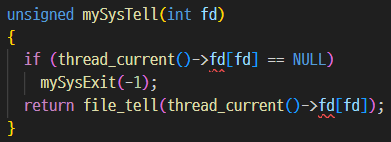 unsigned mySysTell(int fd)
{
if (thread_current()->fd[fd] == NULL)
mySysExit(-1);
return file_tell(thread_current()->fd[fd]);
}